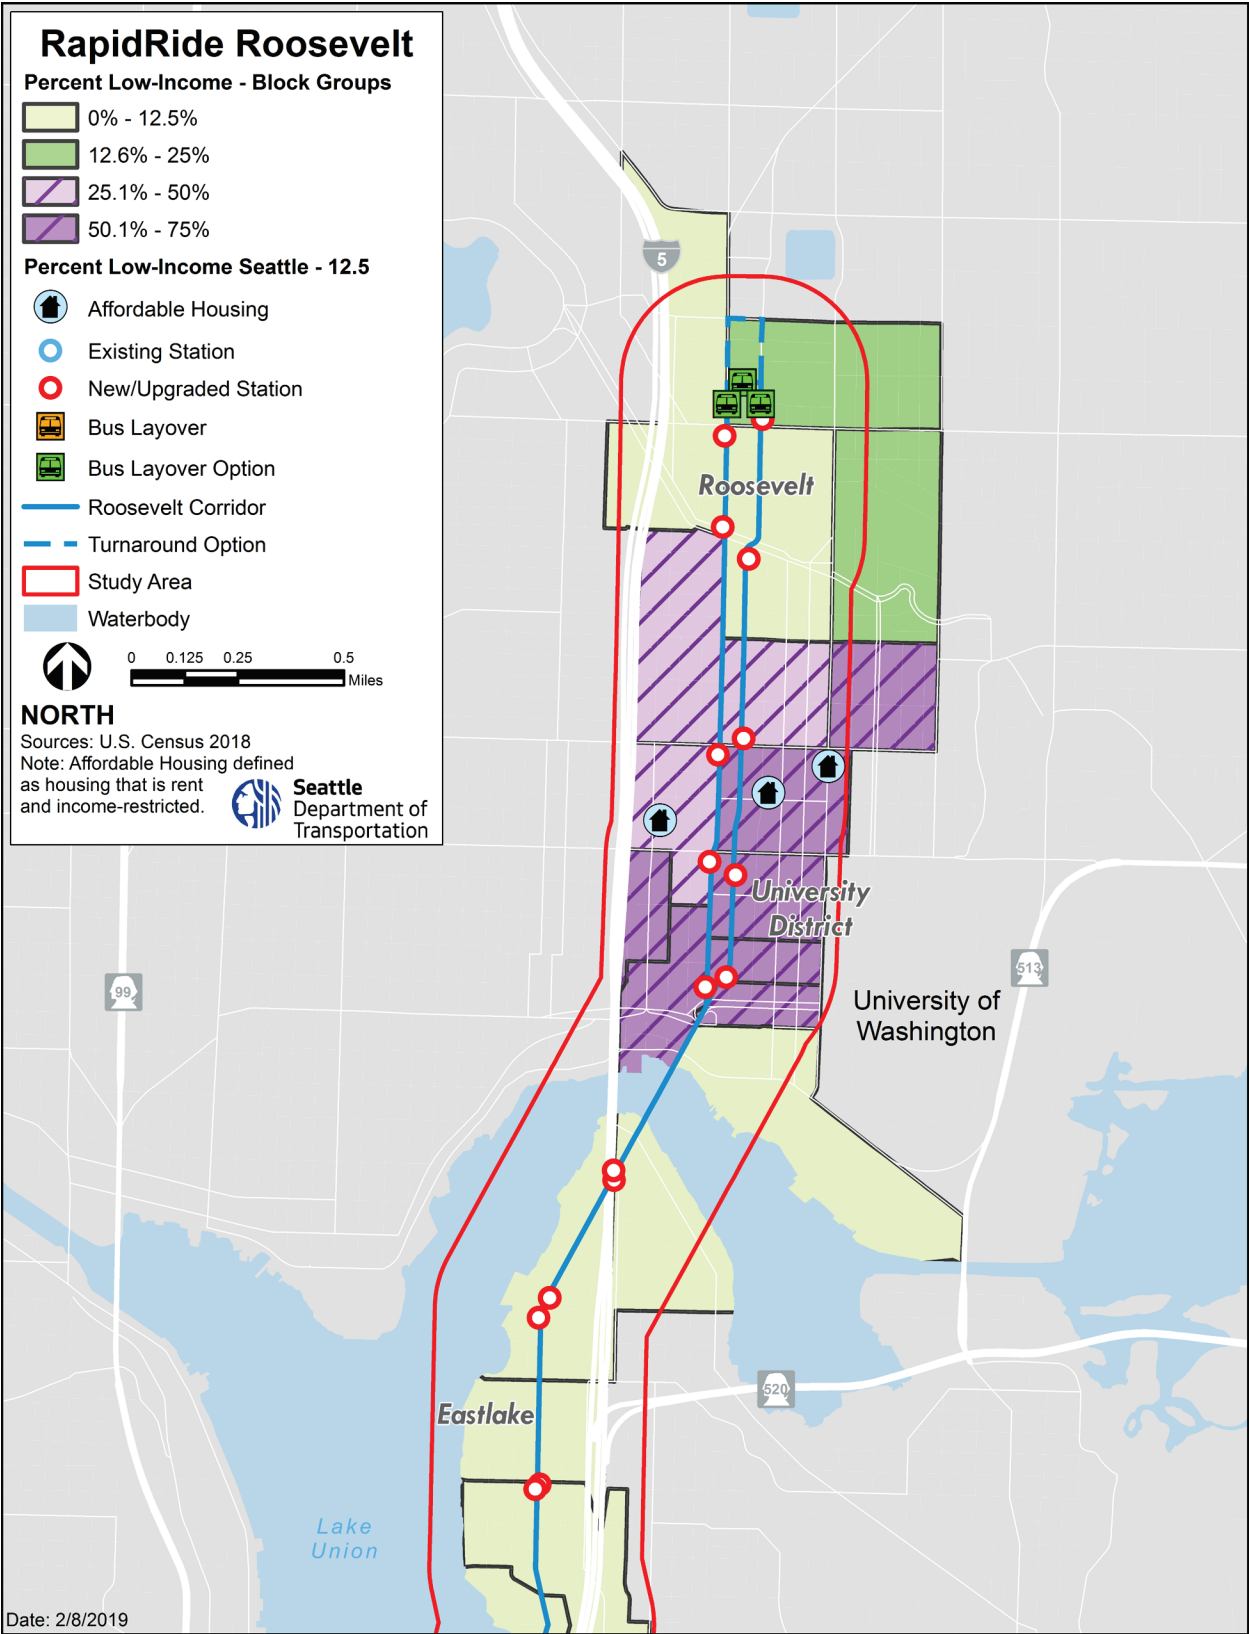 RapidRide Roosevelt
Percent Low-Income - Block Groups
0% - 12.5%
12.6% - 25%
25.1% - 50%
50.1% - 75%
Percent Low-Income Seattle - 12.5
Affordable Housing
Existing Station
New/Upgraded Station
Bus Layover
Bus Layover Option
Roosevelt Corridor
Turnaround Option
Study Area
Waterbody
0 0.125 0.25 0.5
Miles
NORTH
Sources: U.S. Census 2018
Note: Affordable Housing defined
as housing that is rent
and income-restricted.
Seattle
Department of
Transportation
5
Roosevelt
University
District
99
513
University of
Washington
520
Eastlake
Lake
Union
Date: 2/8/2019